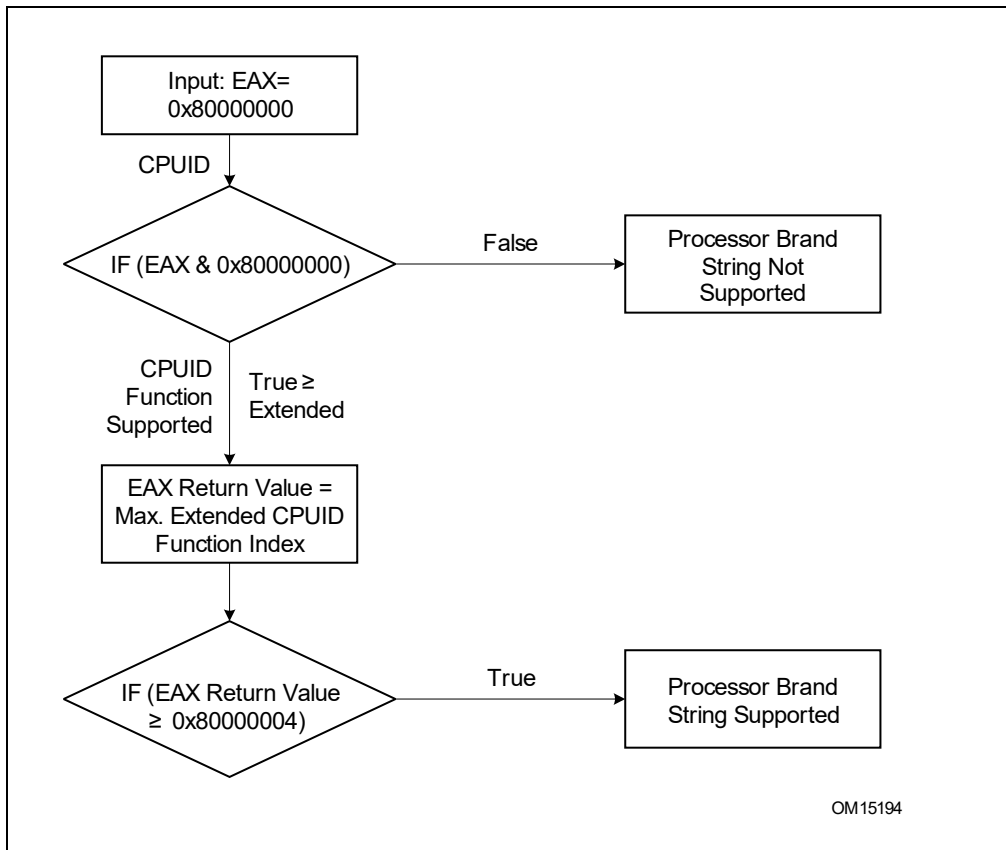 Input: EAX=
0x80000000
CPUID
IF (EAX & 0x80000000)
False
Processor Brand
String Not
Supported
CPUID
Function
Supported
True ≥
Extended
EAX Return Value =
Max. Extended CPUID
Function Index
IF (EAX Return Value
≥ 0x80000004)
True
Processor Brand
String Supported
OM15194